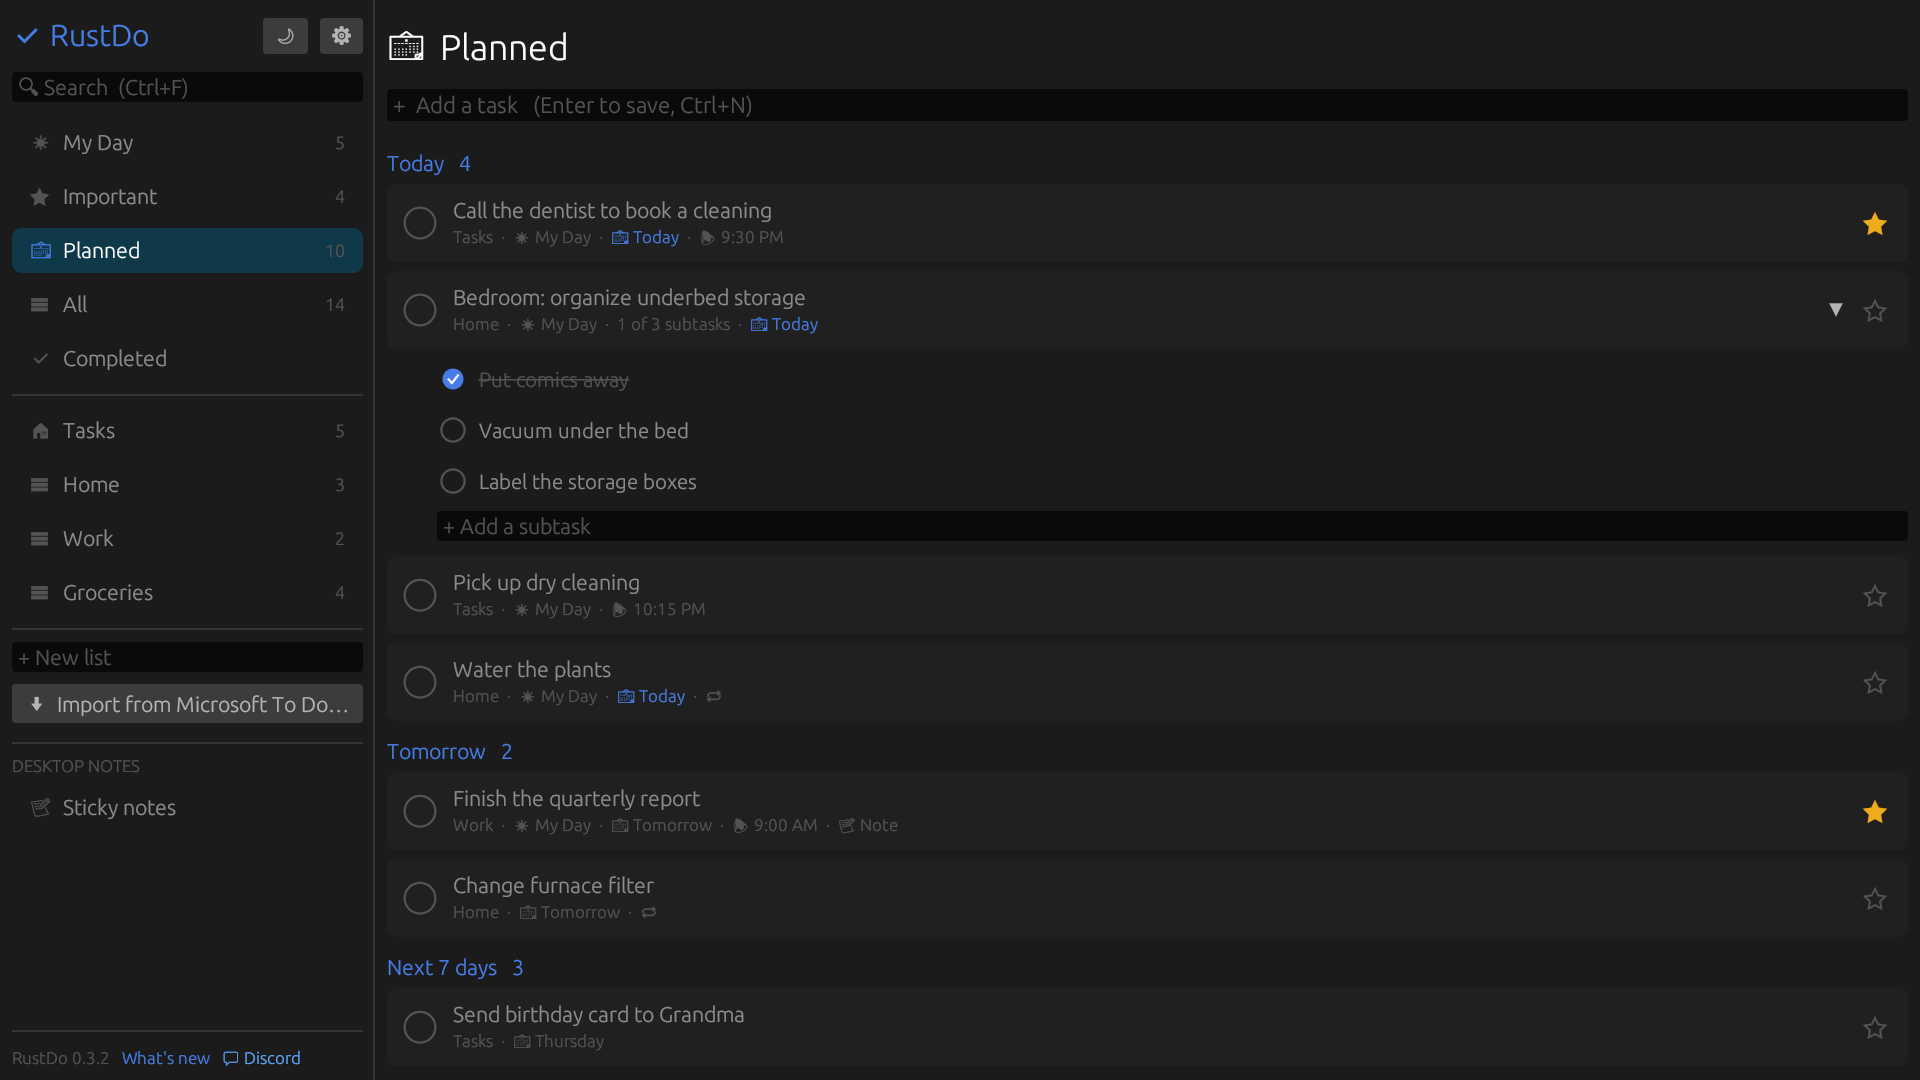 RustDo
Search (Ctrl+F)
My Day 5
Important 4
Planned 10
All 14
Completed
Tasks 5
Home 3
Work 2
Groceries 4
+ New list
Import from Microsoft To Do…
DESKTOP NOTES
Sticky notes
RustDo 0.3.2 What's new Discord
Planned
+ Add a task (Enter to save, Ctrl+N)
Today 4
Call the dentist to book a cleaning
Tasks · My Day · Today · 9:30 PM
Bedroom: organize underbed storage
Home · My Day · 1 of 3 subtasks · Today
Put comics away
Vacuum under the bed
Label the storage boxes
+ Add a subtask
Pick up dry cleaning
Tasks · My Day · 10:15 PM
Water the plants
Home · My Day · Today ·
Tomorrow 2
Finish the quarterly report
Work · My Day · Tomorrow · 9:00 AM · Note
Change furnace filter
Home · Tomorrow ·
Next 7 days 3
Send birthday card to Grandma
Tasks · Thursday